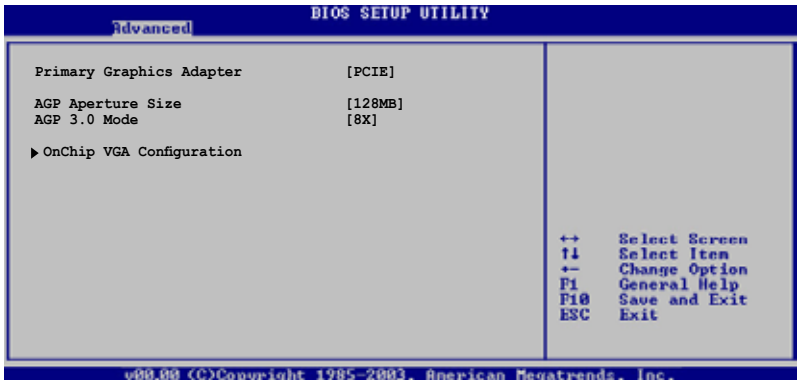 BIOS SETUP UTILITY
Advanced
Primary Graphics Adapter [PCIE]
AGP Aperture Size [128MB]
AGP 3.0 Mode [8X]
OnChip VGA Configuration
←→ Select Screen
↑↓ Select Item
+- Change Option
F1 General Help
F10 Save and Exit
ESC Exit
v00.00 (C)Copyright 1985-2003, American Megatrends, Inc.